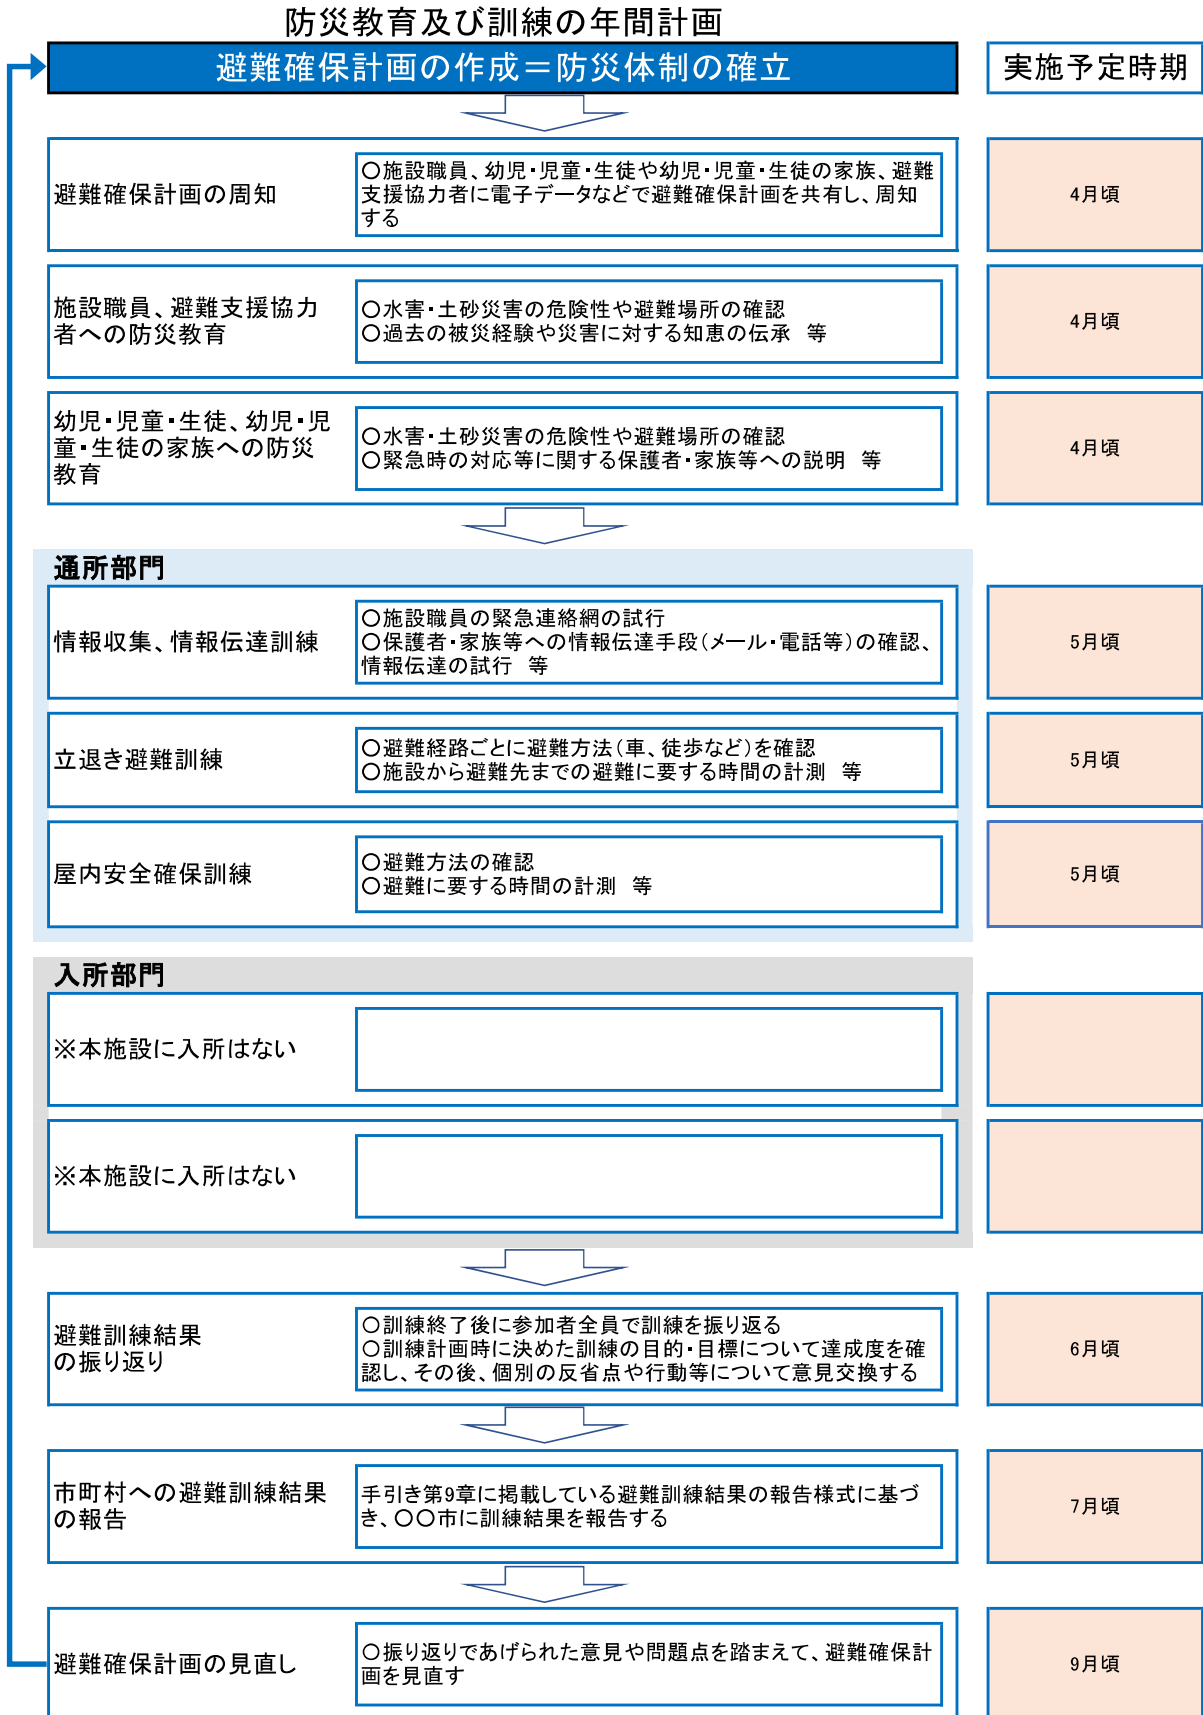 防災教育及び訓練の年間計画
避難確保計画の作成＝防災体制の確立
実施予定時期
避難確保計画の周知
〇施設職員、幼児・児童・生徒や幼児・児童・生徒の家族、避難
支援協力者に電子データなどで避難確保計画を共有し、周知
する
4月頃
施設職員、避難支援協力
者への防災教育
〇水害・土砂災害の危険性や避難場所の確認
〇過去の被災経験や災害に対する知恵の伝承　等
4月頃
幼児・児童・生徒、幼児・児
童・生徒の家族への防災
教育
〇水害・土砂災害の危険性や避難場所の確認
〇緊急時の対応等に関する保護者・家族等への説明　等
4月頃
通所部門
情報収集、情報伝達訓練
〇施設職員の緊急連絡網の試行
〇保護者・家族等への情報伝達手段（メール・電話等）の確認、
情報伝達の試行　等
5月頃
立退き避難訓練
〇避難経路ごとに避難方法（車、徒歩など）を確認
〇施設から避難先までの避難に要する時間の計測　等
5月頃
屋内安全確保訓練
〇避難方法の確認
〇避難に要する時間の計測　等
5月頃
入所部門
※本施設に入所はない
※本施設に入所はない
避難訓練結果
の振り返り
〇訓練終了後に参加者全員で訓練を振り返る
〇訓練計画時に決めた訓練の目的・目標について達成度を確
認し、その後、個別の反省点や行動等について意見交換する
6月頃
市町村への避難訓練結果
の報告
手引き第9章に掲載している避難訓練結果の報告様式に基づ
き、〇〇市に訓練結果を報告する
7月頃
避難確保計画の見直し
〇振り返りであげられた意見や問題点を踏まえて、避難確保計
画を見直す
9月頃